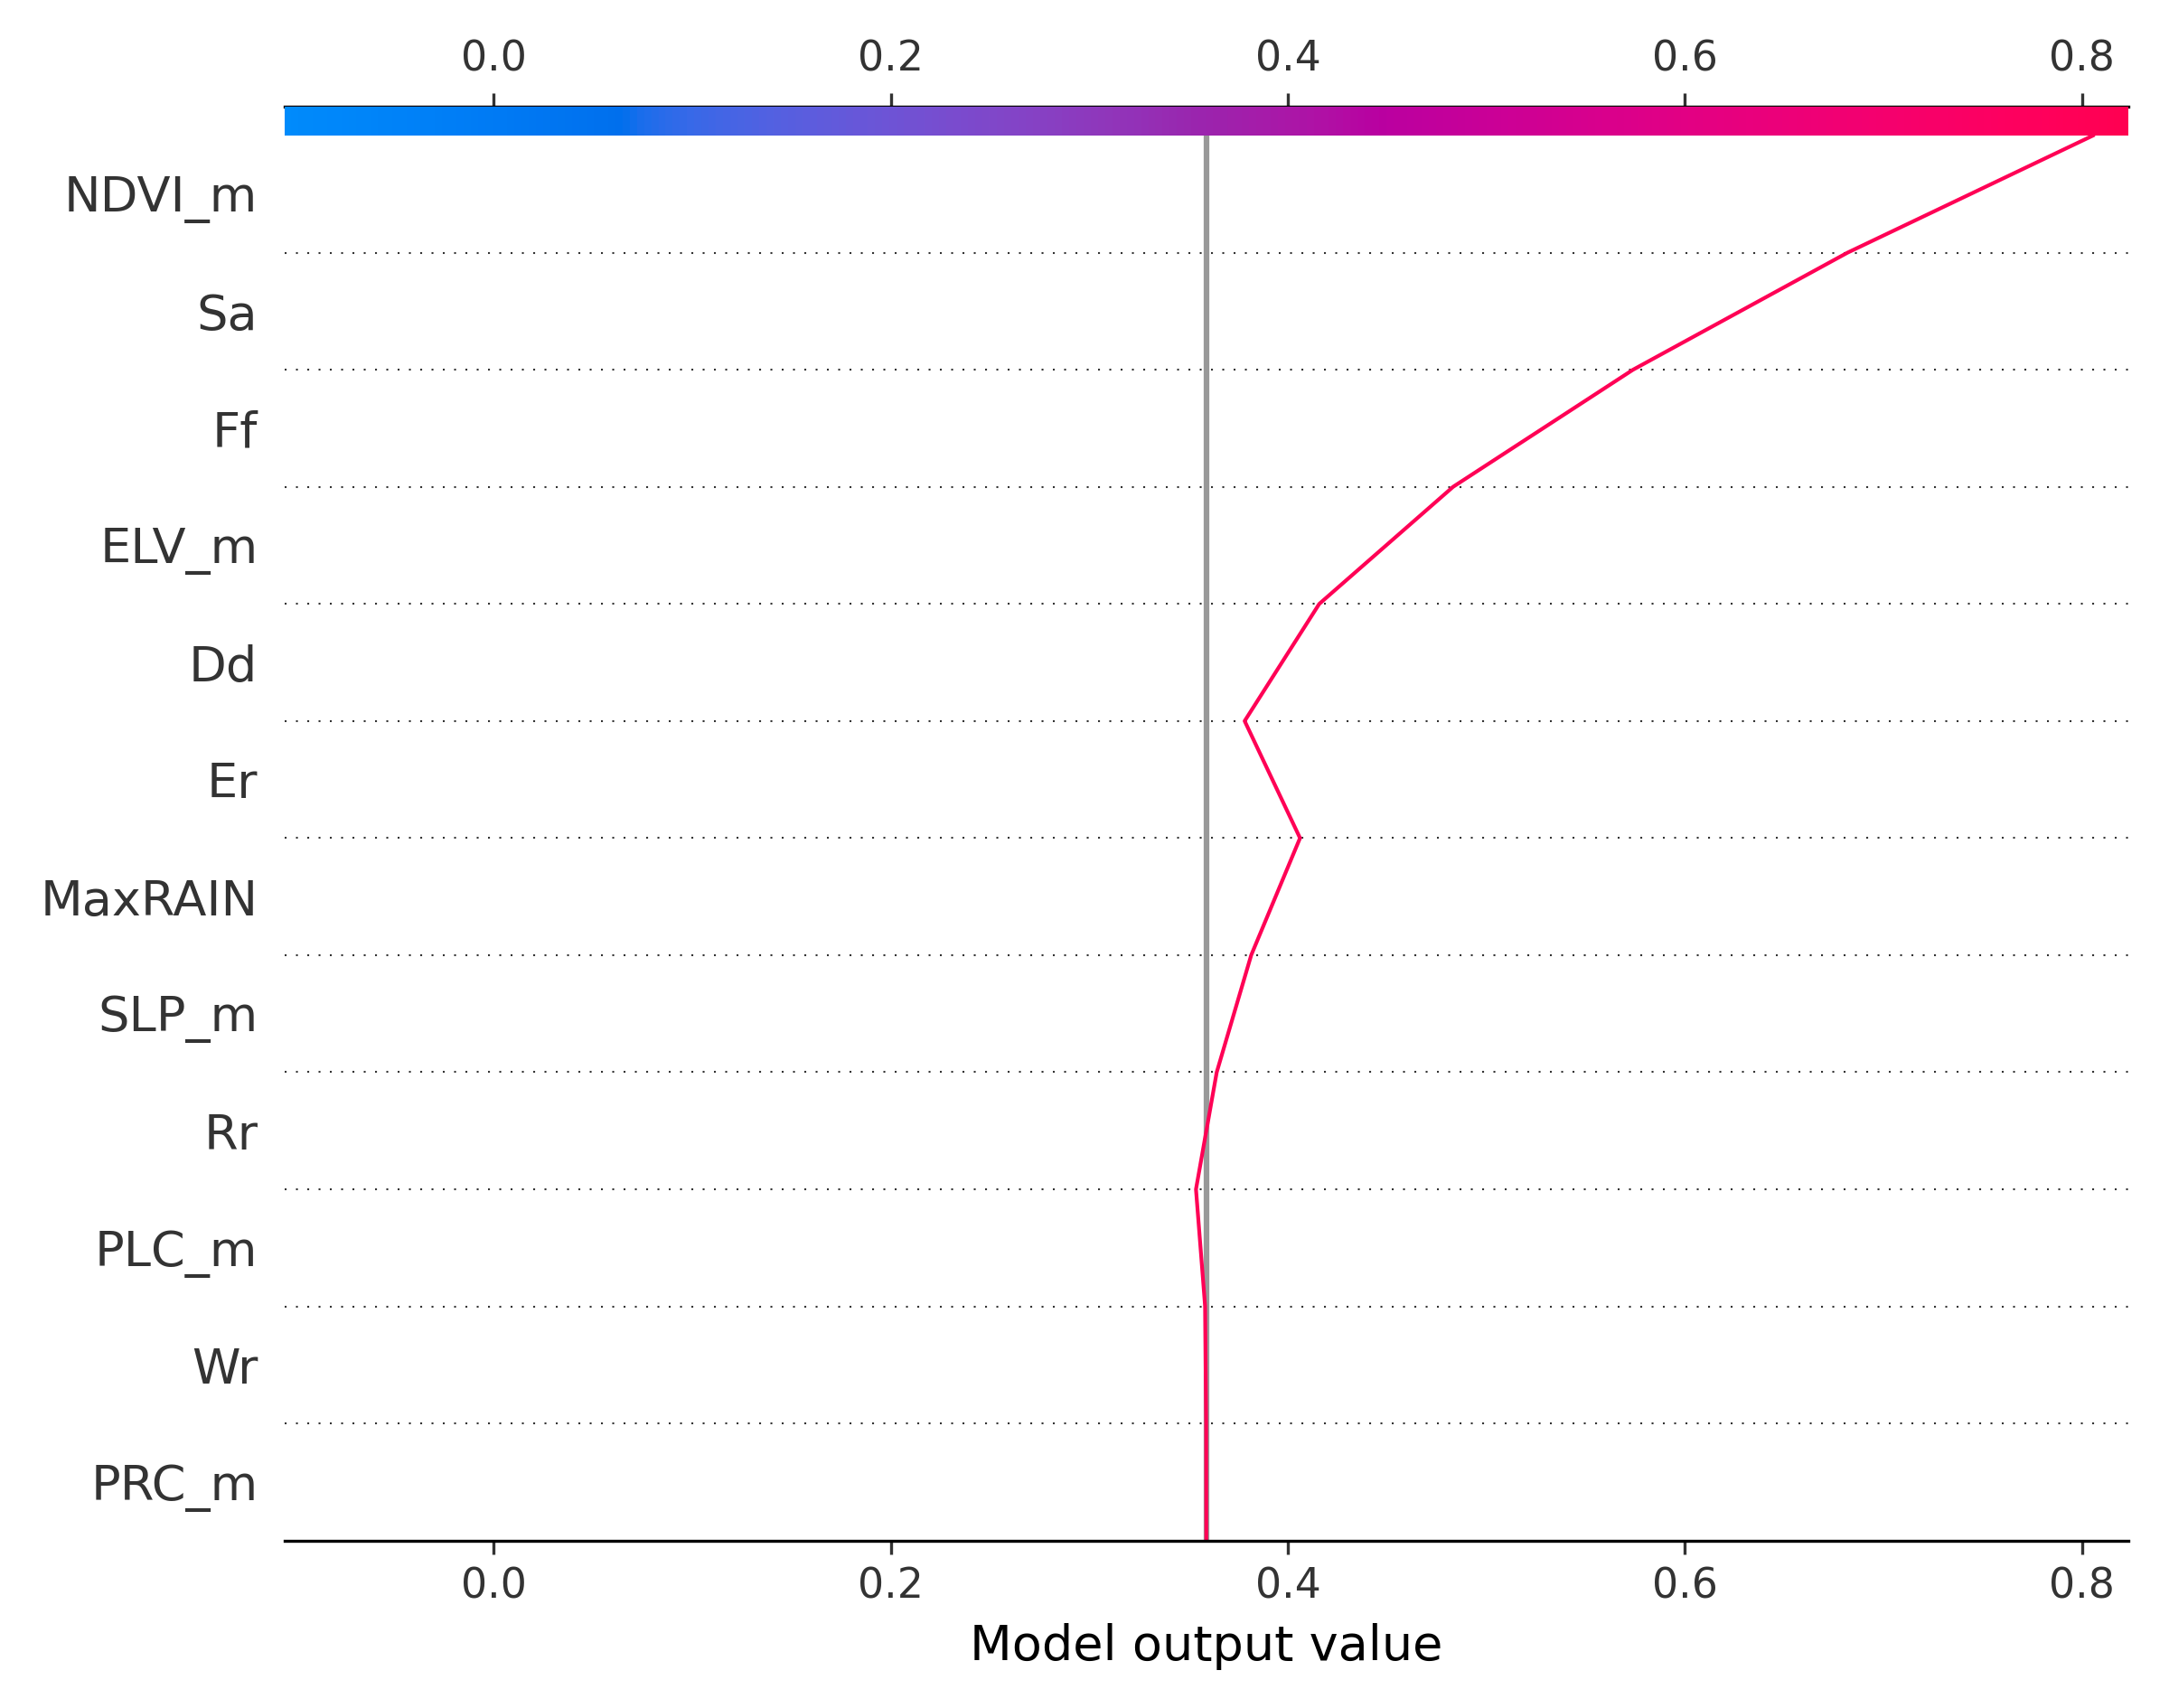 0.0 0.2 0.4 0.6 0.8
NDVI_m
Sa
Ff
ELV_m
Dd
Er
MaxRAIN
SLP_m
Rr
PLC_m
Wr
PRC_m
0.0 0.2 0.4 0.6 0.8
Model output value